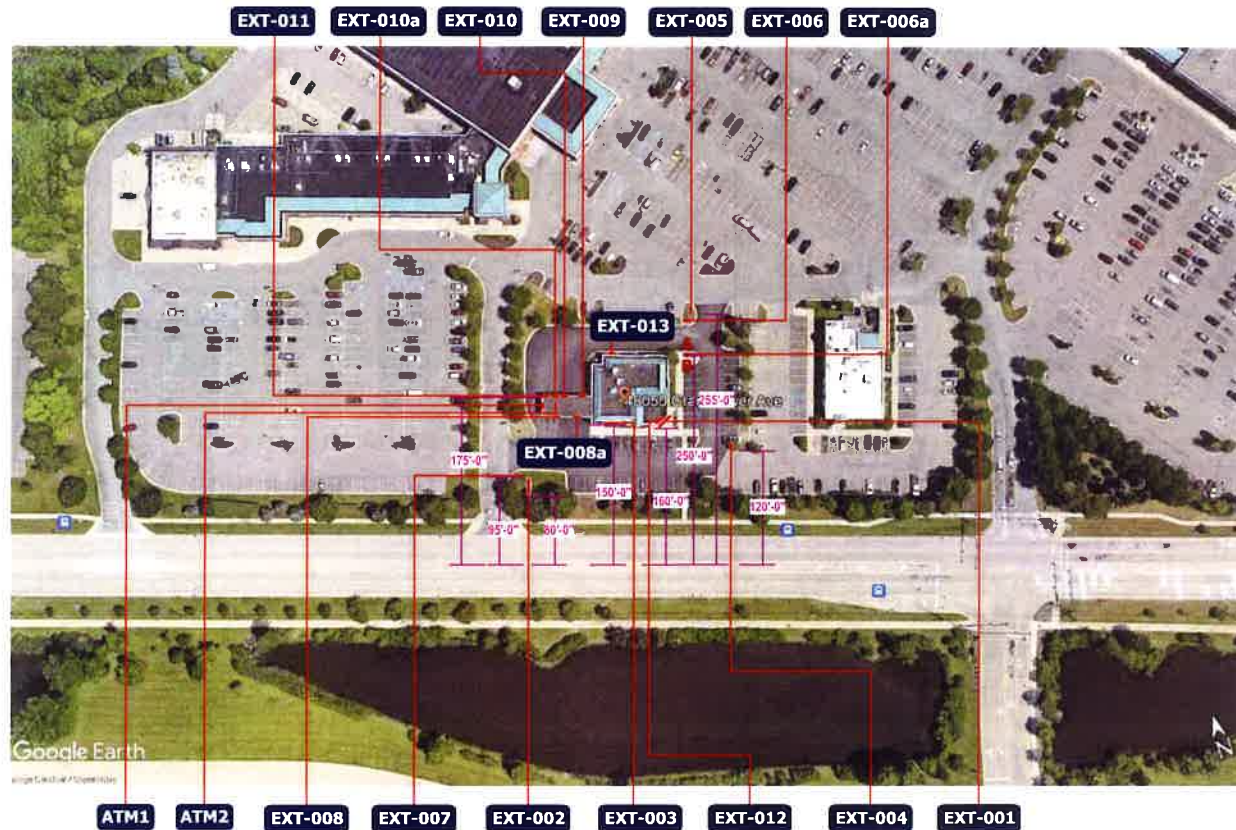 EXT-011 EXT-010a EXT-010 EXT-009 EXT-005 EXT-006 EXT-006a
EXT-013
255'-0"
EXT-008a
175'-0"
250'-0"
150'-0"
160'-0"
120'-0"
95'-0"
80'-0"
Google Earth
N
ATM1 ATM2 EXT-008 EXT-007 EXT-002 EXT-003 EXT-012 EXT-004 EXT-001